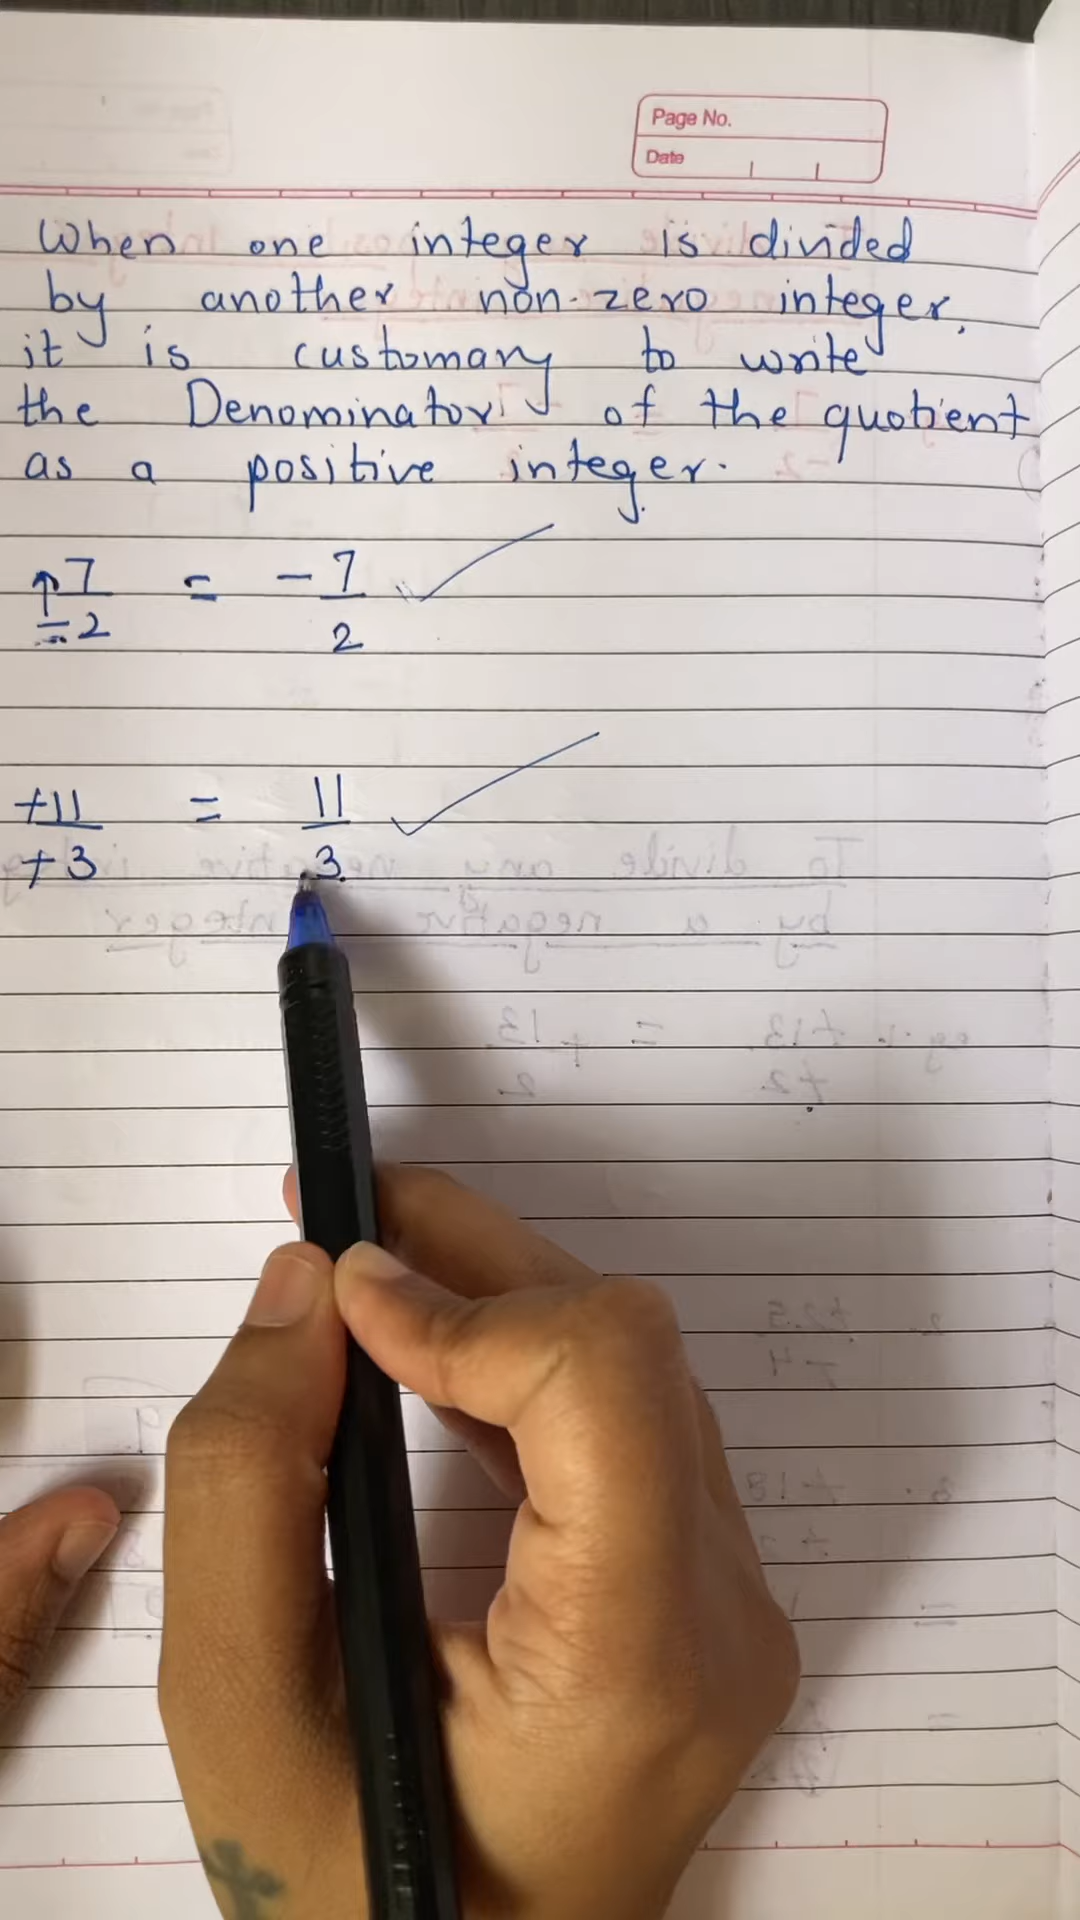 Page No.
Date
When one integer is divided
by another non-zero integer,
it is customary to write
the Denominator of the quotient
as a positive integer.
↑7/-2 = -7/2 ✓
+11/+3 = 11/3 ✓